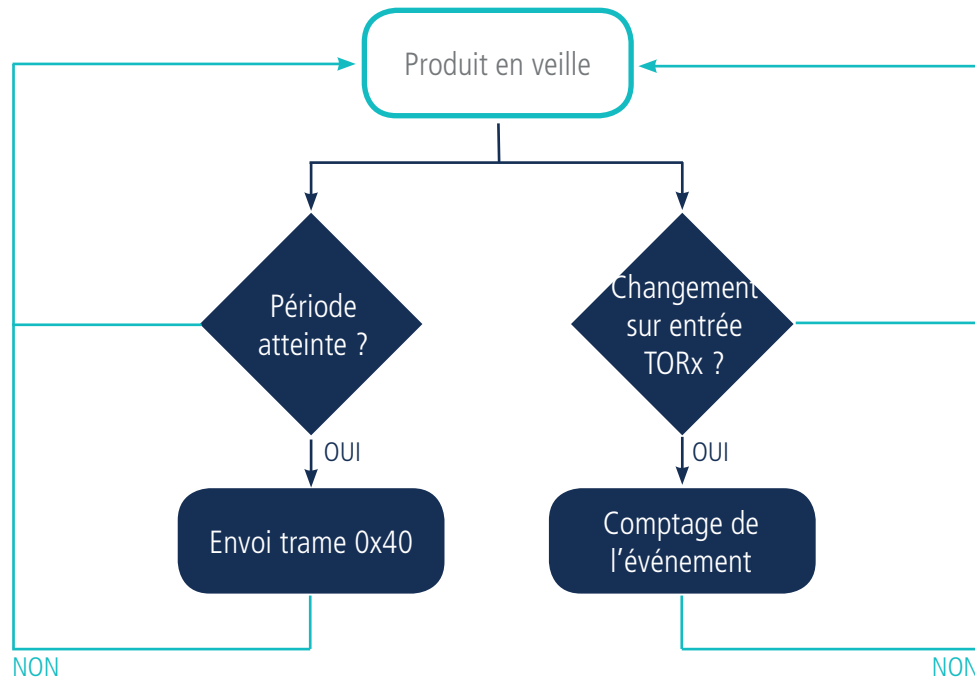 Produit en veille
Période
atteinte ?
Changement
sur entrée
TORx ?
OUI
OUI
Envoi trame 0x40
Comptage de
l'événement
NON
NON